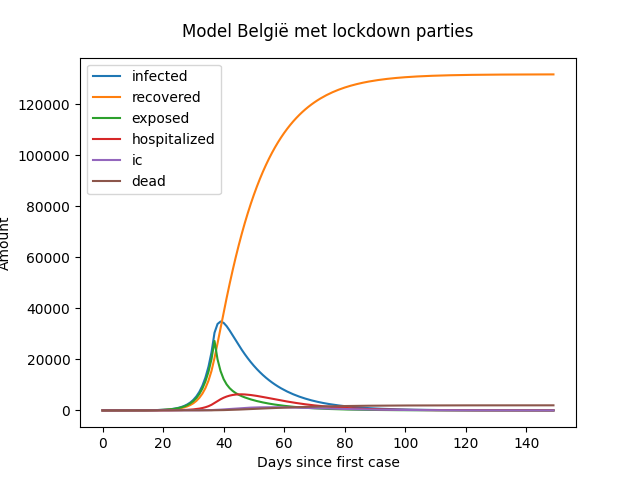 Model België met lockdown parties
infected
recovered
exposed
hospitalized
ic
dead
120000
100000
80000
60000
40000
20000
0
Amount
0 20 40 60 80 100 120 140
Days since first case